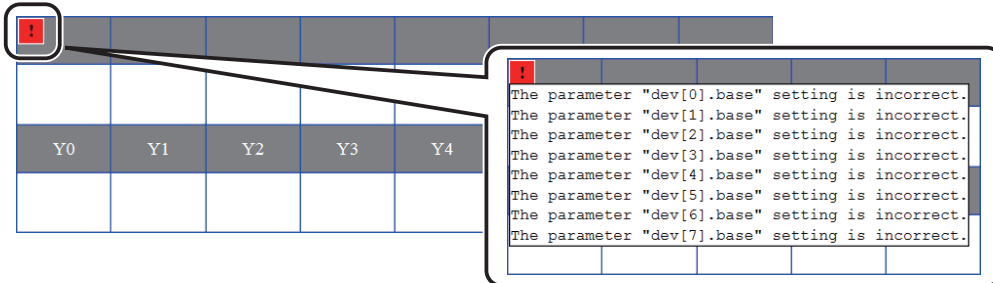 !
!
The parameter "dev[0].base" setting is incorrect.
The parameter "dev[1].base" setting is incorrect.
The parameter "dev[2].base" setting is incorrect.
The parameter "dev[3].base" setting is incorrect.
The parameter "dev[4].base" setting is incorrect.
The parameter "dev[5].base" setting is incorrect.
The parameter "dev[6].base" setting is incorrect.
The parameter "dev[7].base" setting is incorrect.
Y0 Y1 Y2 Y3 Y4